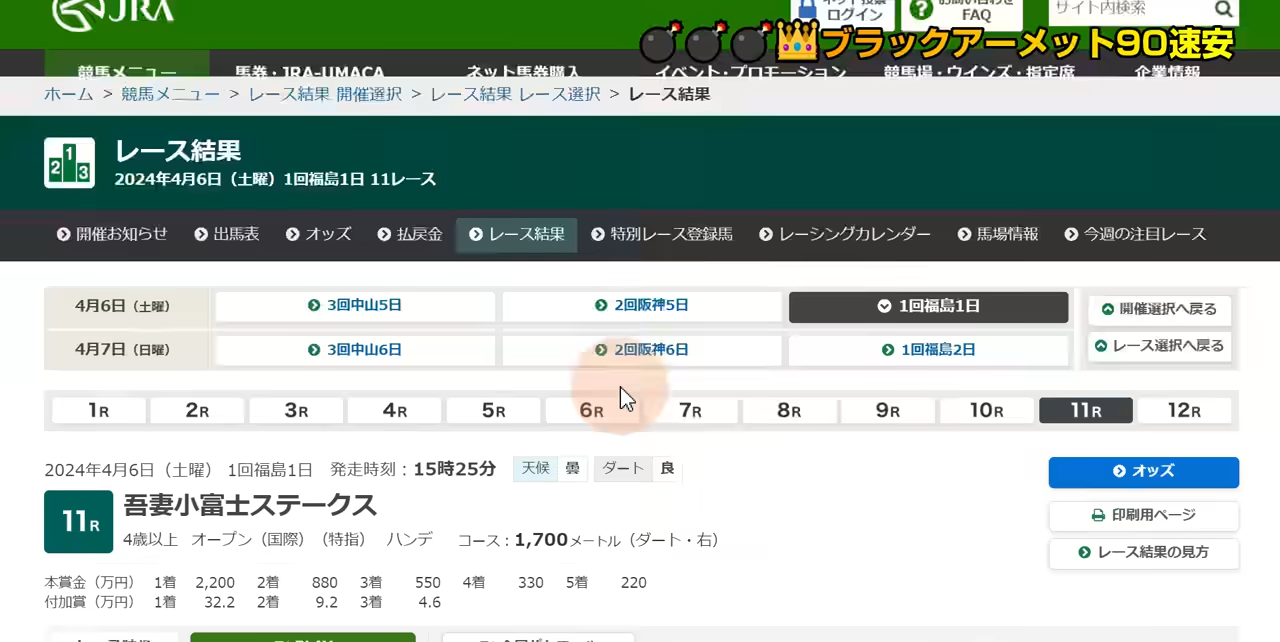 JRA
ネット投票
ログイン
お問い合わせ
FAQ
サイト内検索
ブラックアーメット90速安
競馬メニュー 馬券・JRA-UMACA ネット馬券購入 イベント・プロモーション 競馬場・ウインズ・指定席 企業情報
ホーム > 競馬メニュー > レース結果 開催選択 > レース結果 レース選択 > レース結果
レース結果
2024年4月6日（土曜）1回福島1日 11レース
開催お知らせ 出馬表 オッズ 払戻金 レース結果 特別レース登録馬 レーシングカレンダー 馬場情報 今週の注目レース
4月6日（土曜） 3回中山5日 2回阪神5日 1回福島1日 開催選択へ戻る
4月7日（日曜） 3回中山6日 2回阪神6日 1回福島2日 レース選択へ戻る
1R 2R 3R 4R 5R 6R 7R 8R 9R 10R 11R 12R
2024年4月6日（土曜） 1回福島1日 発走時刻：15時25分 天候 曇 ダート 良
オッズ
11R 吾妻小富士ステークス
4歳以上 オープン（国際）（特指） ハンデ コース：1,700メートル（ダート・右）
印刷用ページ
レース結果の見方
本賞金（万円） 1着 2,200 2着 880 3着 550 4着 330 5着 220
付加賞（万円） 1着 32.2 2着 9.2 3着 4.6